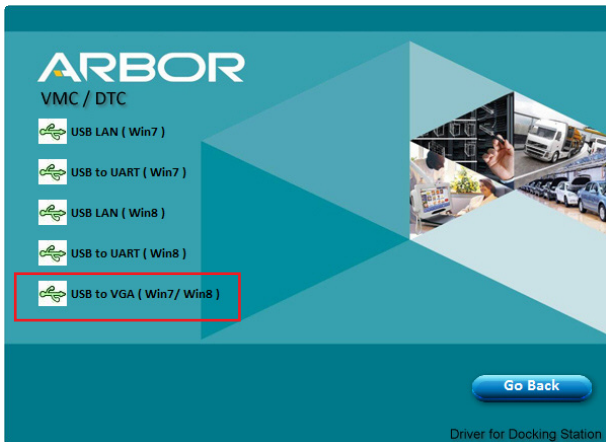 ARBOR
VMC / DTC
USB LAN ( Win7 )
USB to UART ( Win7 )
USB LAN ( Win8 )
USB to UART ( Win8 )
USB to VGA ( Win7/ Win8 )
Go Back
Driver for Docking Station